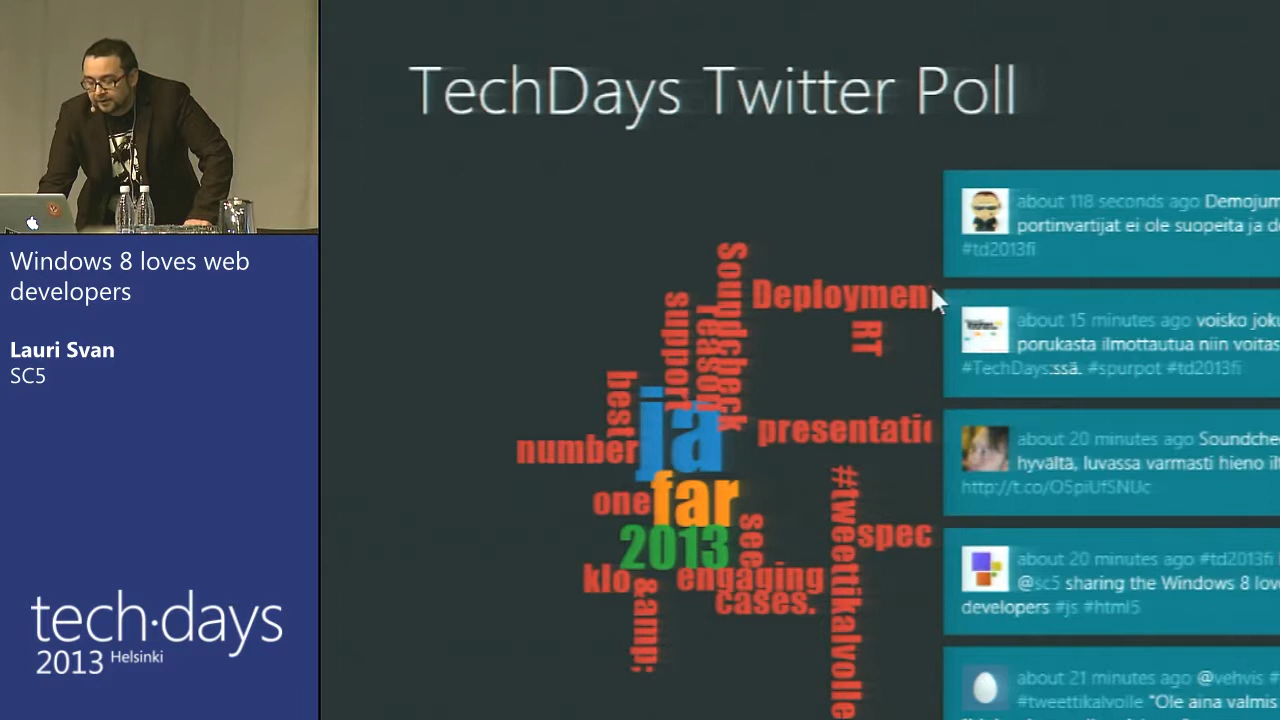 TechDays Twitter Poll
Windows 8 loves web
developers
Lauri Svan
SC5
tech·days
2013 Helsinki
Soundcheck
Deploymen
support
reason
RT
best
ja
number
presentatio
far
one
#tweettikalvolle
spec
2013
see
klo
engaging
&amp;
cases.
about 118 seconds ago Demojum
portinvartijat ei ole suopeita ja d
#td2013fi
about 15 minutes ago voisko joku
porukasta ilmottautua niin voitas
#TechDays:ssä. #spurpot #td2013fi
about 20 minutes ago Soundche
hyvältä, luvassa varmasti hieno il
http://t.co/O5piUfSNUc
about 20 minutes ago #td2013fi
@sc5 sharing the Windows 8 lov
developers #js #html5
about 21 minutes ago @vehvis #
#tweettikalvolle "Ole aina valmis